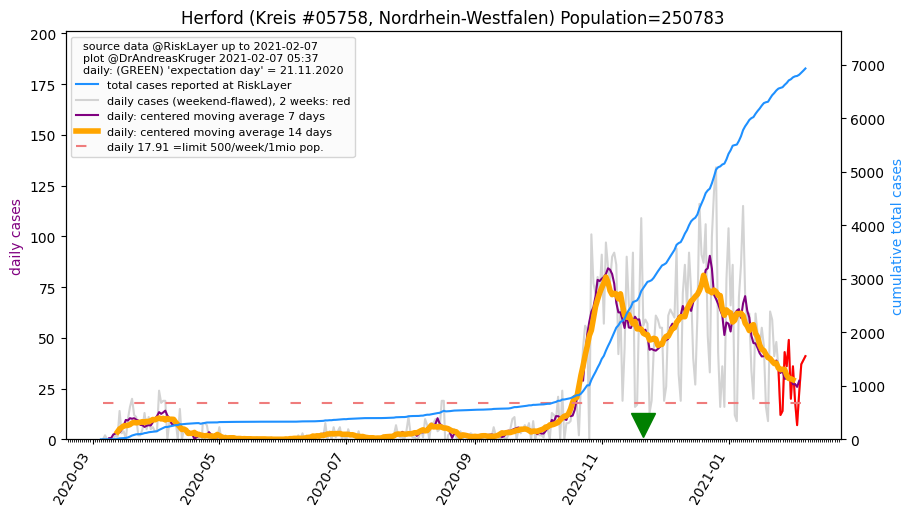 Herford (Kreis #05758, Nordrhein-Westfalen) Population=250783
source data @RiskLayer up to 2021-02-07
plot @DrAndreasKruger 2021-02-07 05:37
daily: (GREEN) 'expectation day' = 21.11.2020
total cases reported at RiskLayer
daily cases (weekend-flawed), 2 weeks: red
daily: centered moving average 7 days
daily: centered moving average 14 days
daily 17.91 =limit 500/week/1mio pop.
daily cases
200
175
150
125
100
75
50
25
0
cumulative total cases
7000
6000
5000
4000
3000
2000
1000
0
2020-03
2020-05
2020-07
2020-09
2020-11
2021-01